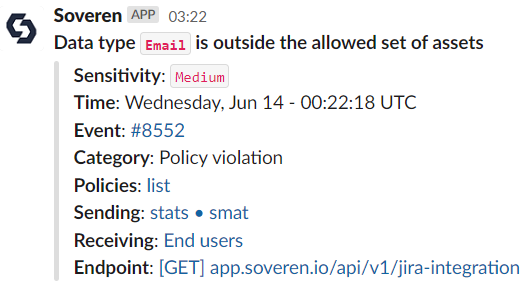 Soveren APP 03:22
Data type Email is outside the allowed set of assets
Sensitivity: Medium
Time: Wednesday, Jun 14 - 00:22:18 UTC
Event: #8552
Category: Policy violation
Policies: list
Sending: stats • smat
Receiving: End users
Endpoint: [GET] app.soveren.io/api/v1/jira-integration